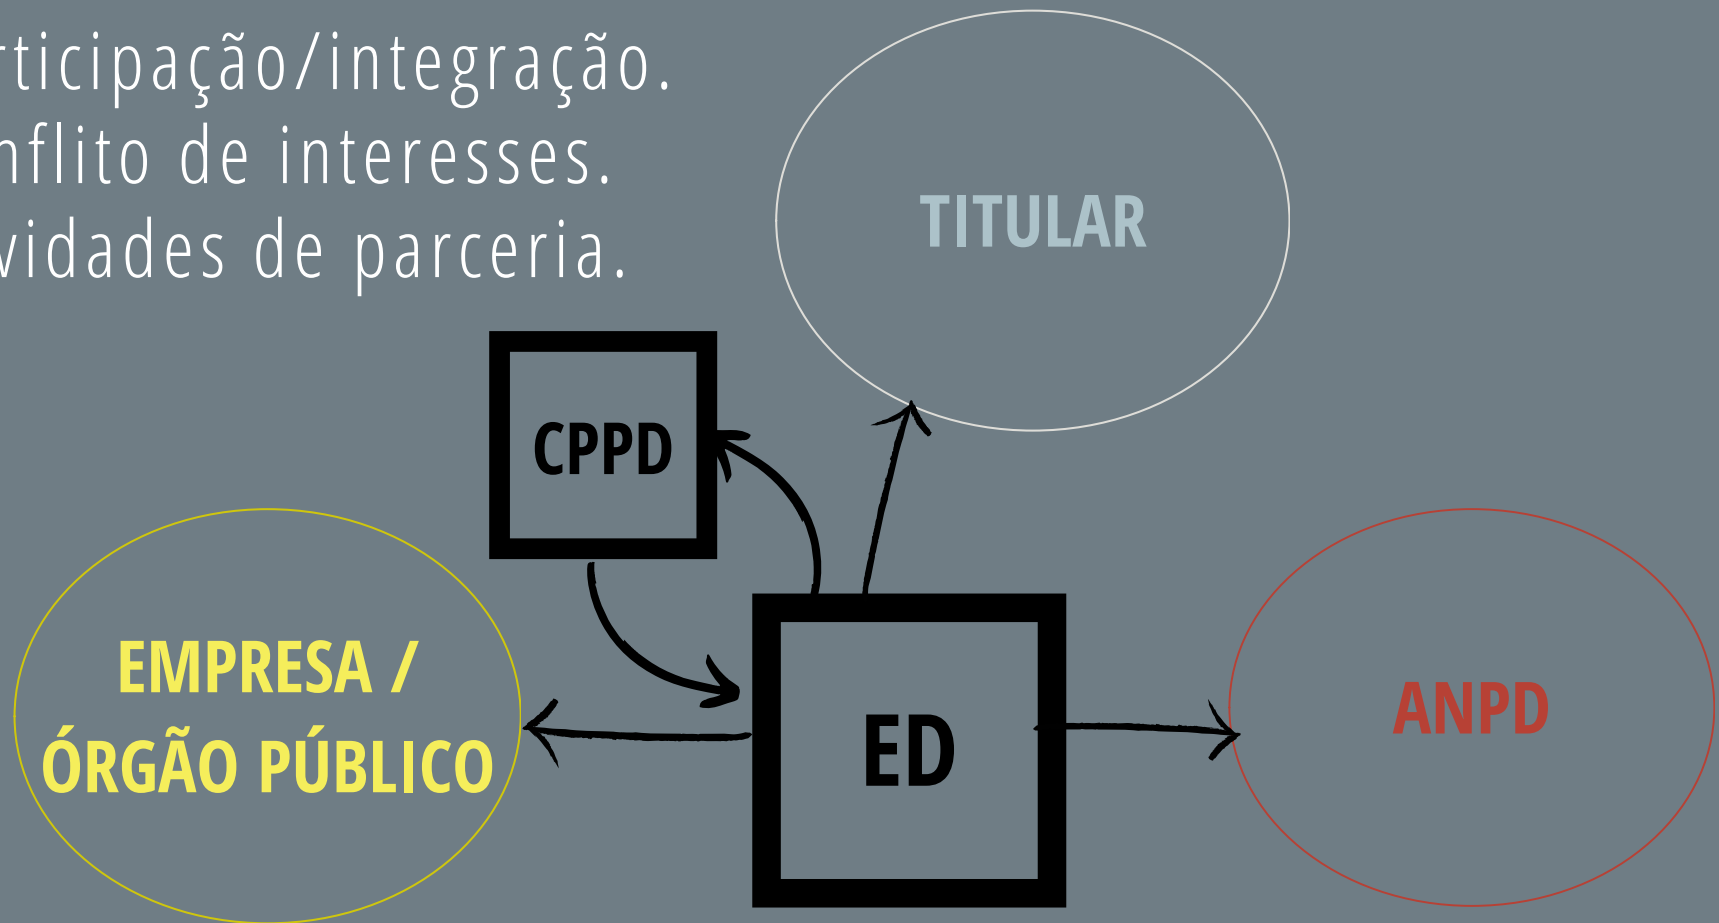 rticipação/integração.
nflito de interesses.
vidades de parceria.
TITULAR
CPPD
EMPRESA /
ÓRGÃO PÚBLICO
ED
ANPD